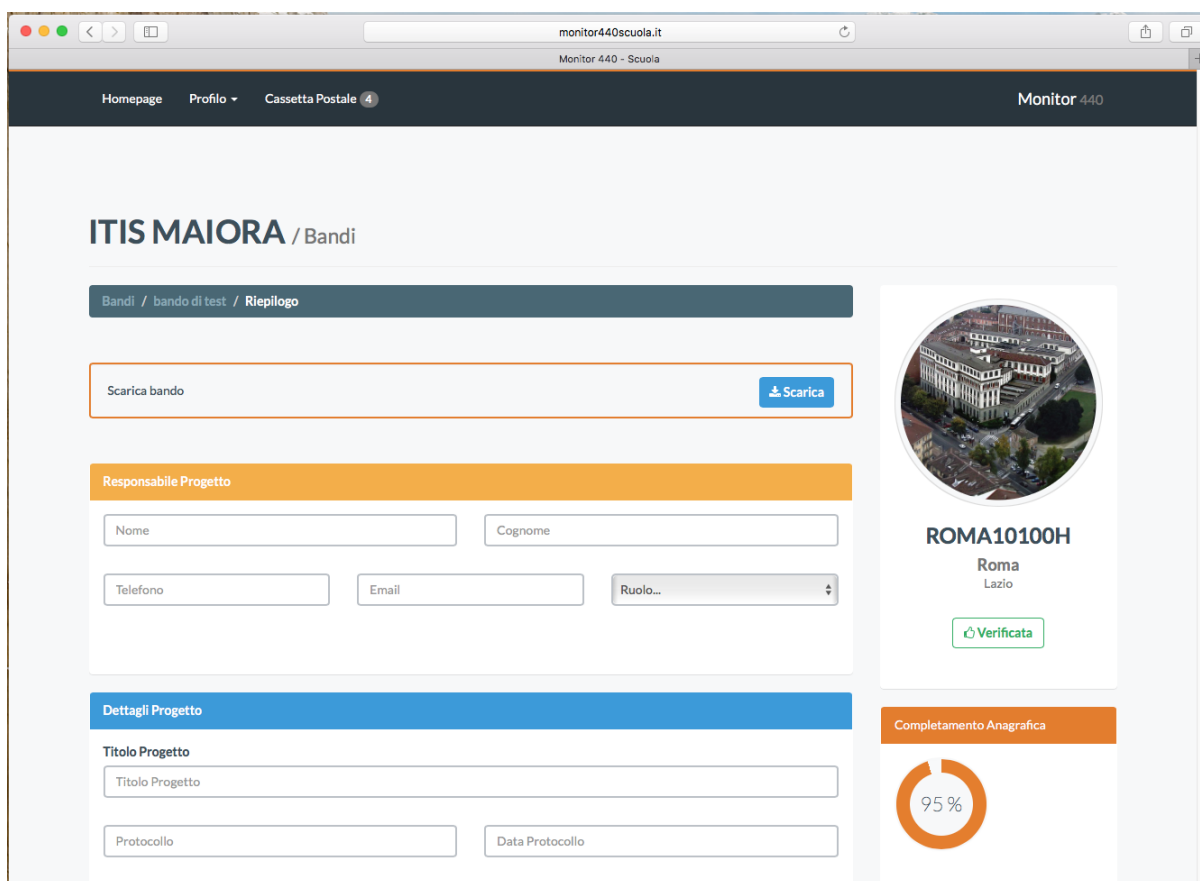 monitor440scuola.it
Monitor 440 - Scuola
Homepage Profilo Cassetta Postale 4 Monitor 440
ITIS MAIORA / Bandi
Bandi / bando di test / Riepilogo
Scarica bando Scarica
Responsabile Progetto
Nome Cognome
Telefono Email Ruolo...
Dettagli Progetto
Titolo Progetto
Titolo Progetto
Protocollo Data Protocollo
ROMA10100H
Roma
Lazio
Verificata
Completamento Anagrafica
95 %